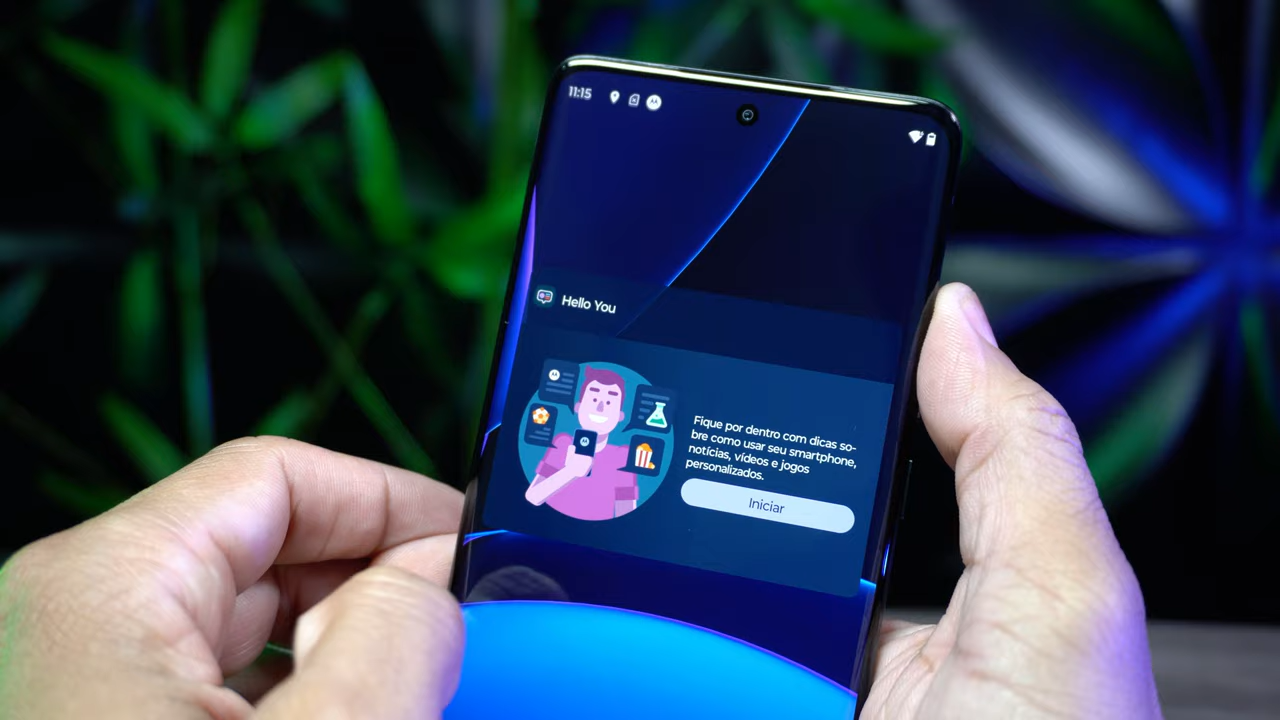 11:15
Hello You
Fique por dentro com dicas so-
bre como usar seu smartphone,
notícias, vídeos e jogos
personalizados.
Iniciar